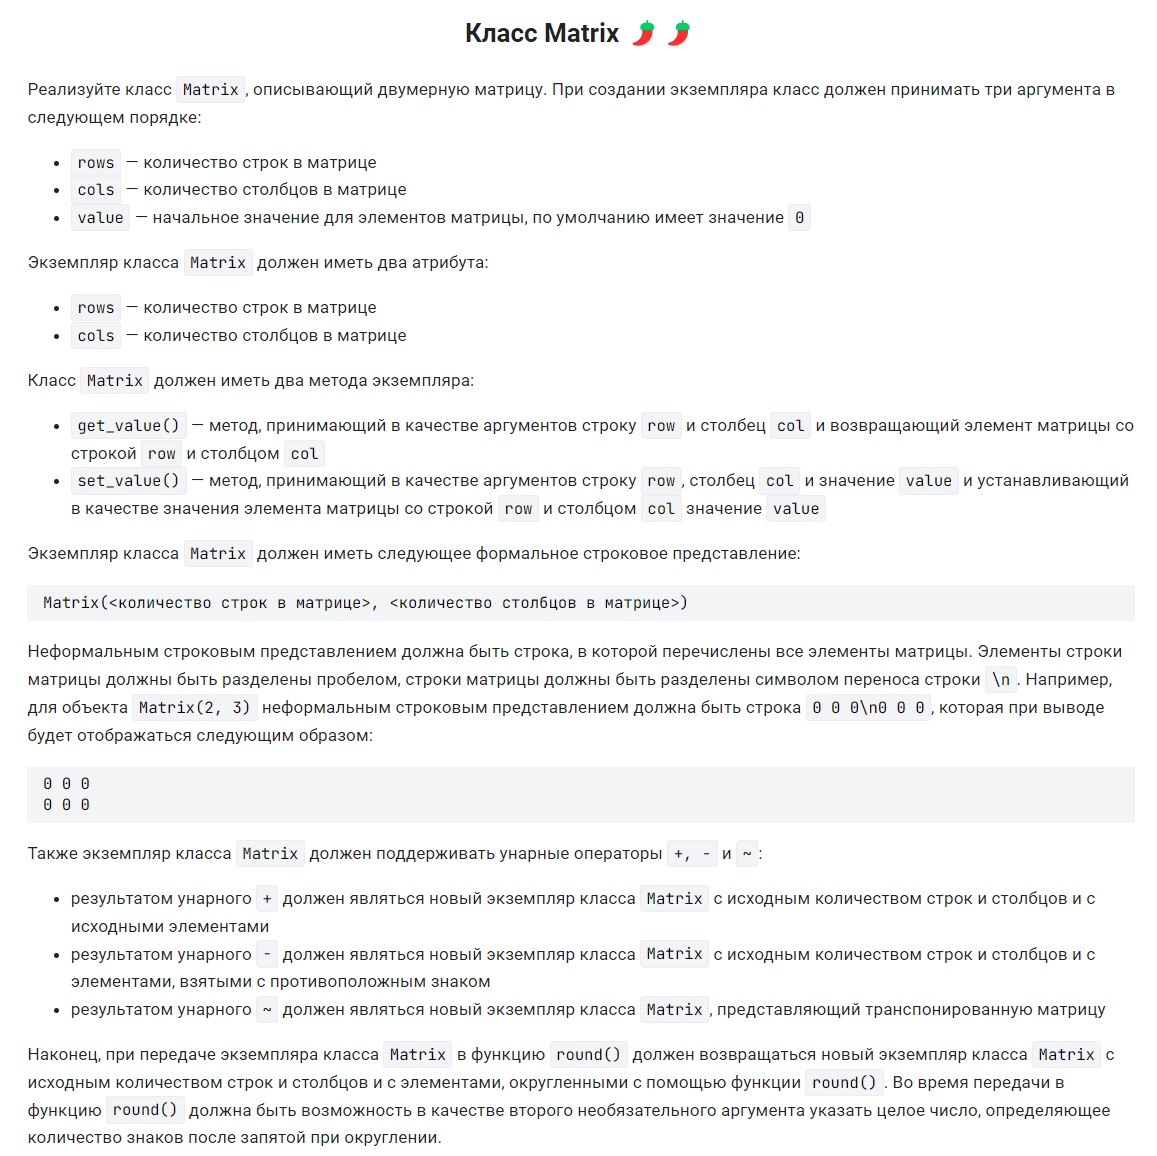 Класс Matrix 🌶️ 🌶️
Реализуйте класс Matrix, описывающий двумерную матрицу. При создании экземпляра класс должен принимать три аргумента в
следующем порядке:
• rows — количество строк в матрице
• cols — количество столбцов в матрице
• value — начальное значение для элементов матрицы, по умолчанию имеет значение 0
Экземпляр класса Matrix должен иметь два атрибута:
• rows — количество строк в матрице
• cols — количество столбцов в матрице
Класс Matrix должен иметь два метода экземпляра:
• get_value() — метод, принимающий в качестве аргументов строку row и столбец col и возвращающий элемент матрицы со
строкой row и столбцом col
• set_value() — метод, принимающий в качестве аргументов строку row, столбец col и значение value и устанавливающий
в качестве значения элемента матрицы со строкой row и столбцом col значение value
Экземпляр класса Matrix должен иметь следующее формальное строковое представление:
Matrix(<количество строк в матрице>, <количество столбцов в матрице>)
Неформальным строковым представлением должна быть строка, в которой перечислены все элементы матрицы. Элементы строки
матрицы должны быть разделены пробелом, строки матрицы должны быть разделены символом переноса строки \n. Например,
для объекта Matrix(2, 3) неформальным строковым представлением должна быть строка 0 0 0\n0 0 0, которая при выводе
будет отображаться следующим образом:
0 0 0
0 0 0
Также экземпляр класса Matrix должен поддерживать унарные операторы +, - и ~:
• результатом унарного + должен являться новый экземпляр класса Matrix с исходным количеством строк и столбцов и с
исходными элементами
• результатом унарного - должен являться новый экземпляр класса Matrix с исходным количеством строк и столбцов и с
элементами, взятыми с противоположным знаком
• результатом унарного ~ должен являться новый экземпляр класса Matrix, представляющий транспонированную матрицу
Наконец, при передаче экземпляра класса Matrix в функцию round() должен возвращаться новый экземпляр класса Matrix с
исходным количеством строк и столбцов и с элементами, округленными с помощью функции round(). Во время передачи в
функцию round() должна быть возможность в качестве второго необязательного аргумента указать целое число, определяющее
количество знаков после запятой при округлении.